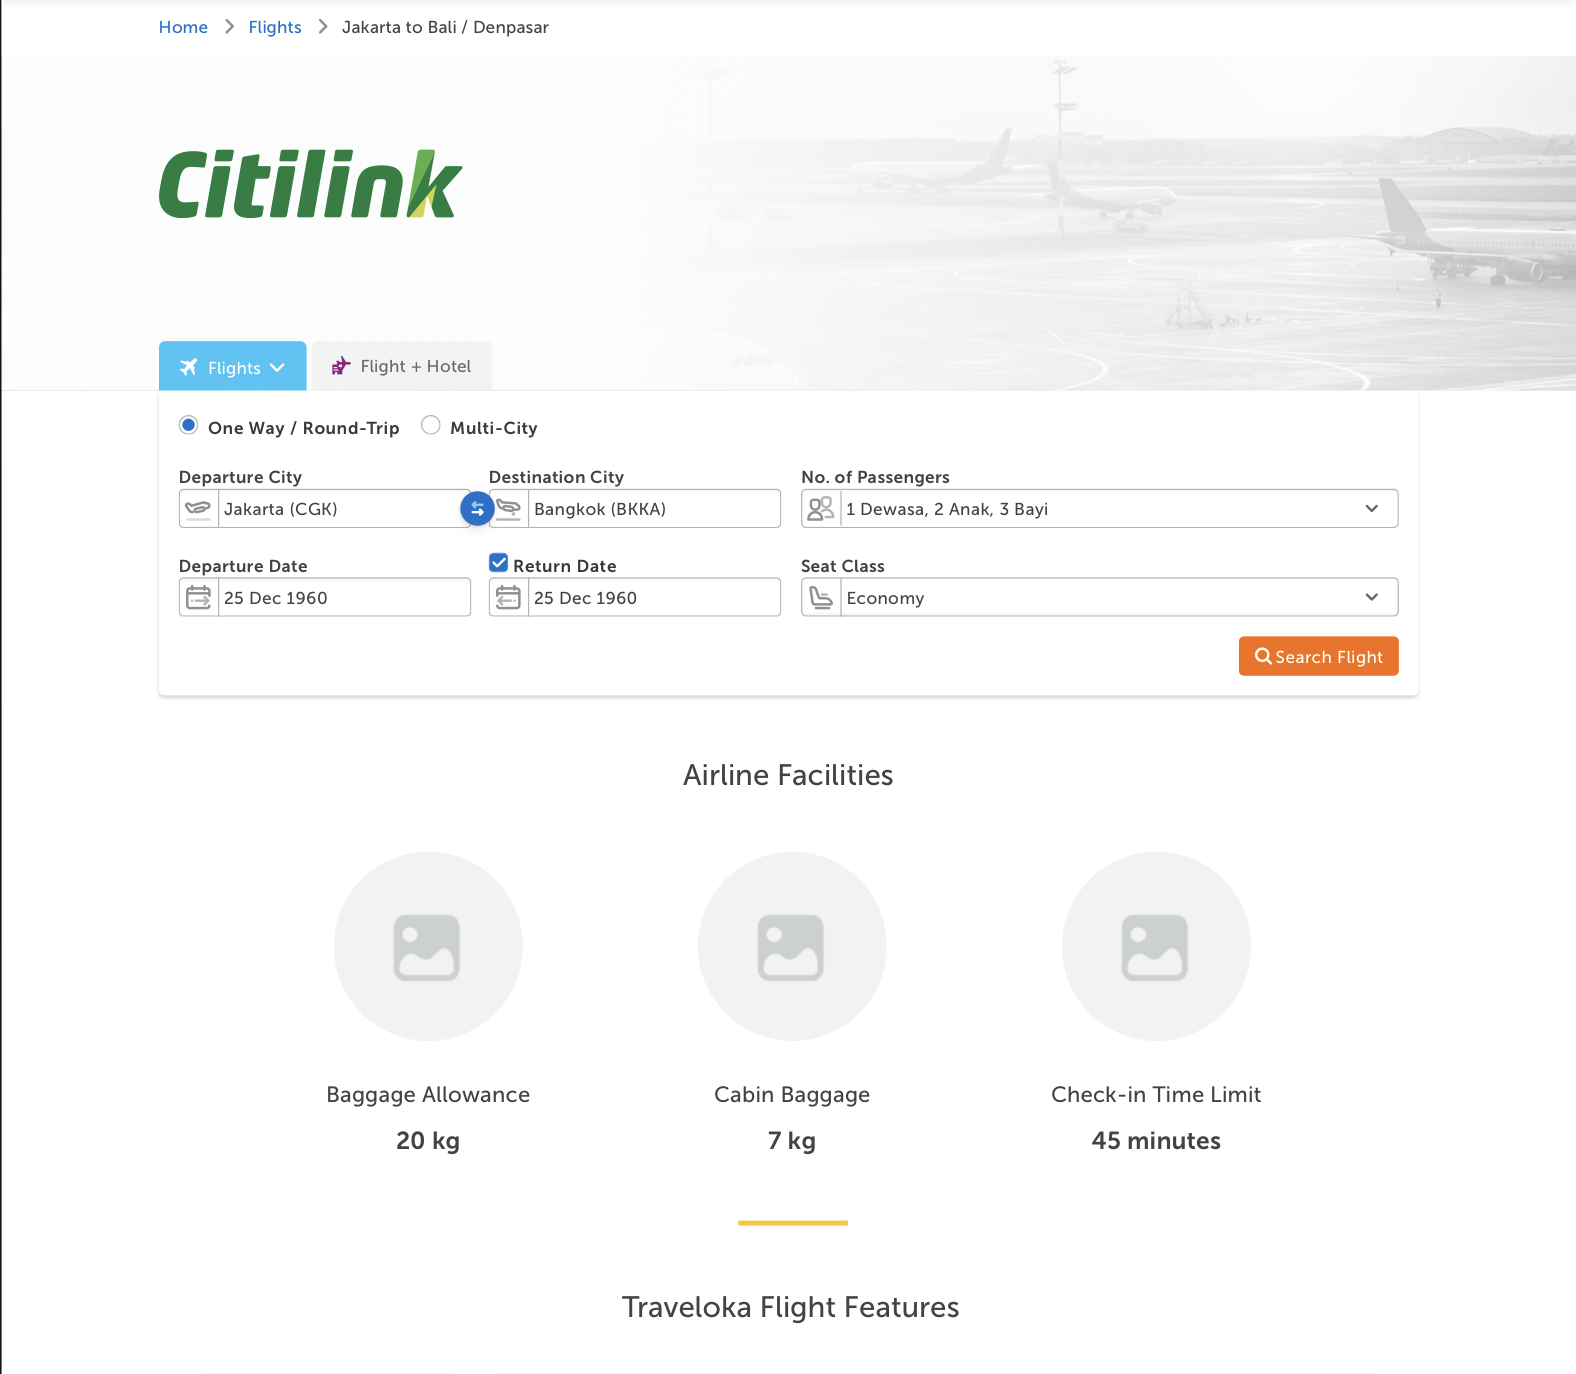 Home > Flights > Jakarta to Bali / Denpasar
Citilink
Flights
Flight + Hotel
One Way / Round-Trip
Multi-City
Departure City
Destination City
No. of Passengers
Jakarta (CGK)
Bangkok (BKKA)
1 Dewasa, 2 Anak, 3 Bayi
Departure Date
Return Date
Seat Class
25 Dec 1960
25 Dec 1960
Economy
Search Flight
Airline Facilities
Baggage Allowance
20 kg
Cabin Baggage
7 kg
Check-in Time Limit
45 minutes
Traveloka Flight Features